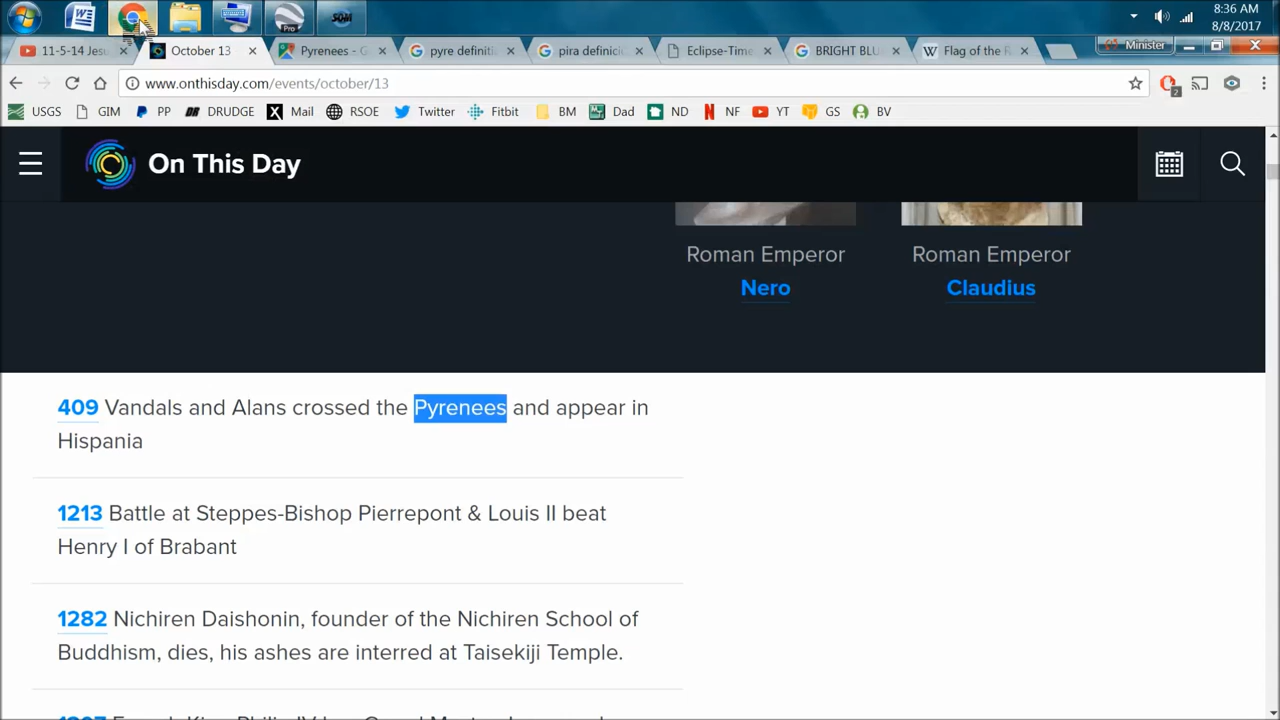 Pro
SQM
8:36 AM
8/8/2017
11-5-14 Jesu
October 13
Pyrenees - G
pyre definiti
pira definició
Eclipse-Time
BRIGHT BLU
Flag of the R
Minister
www.onthisday.com/events/october/13
2
USGS GIM PP DRUDGE Mail RSOE Twitter Fitbit BM Dad ND NF YT GS BV
On This Day
Roman Emperor
Nero
Roman Emperor
Claudius
409 Vandals and Alans crossed the Pyrenees and appear in
Hispania
1213 Battle at Steppes-Bishop Pierrepont & Louis II beat
Henry I of Brabant
1282 Nichiren Daishonin, founder of the Nichiren School of
Buddhism, dies, his ashes are interred at Taisekiji Temple.